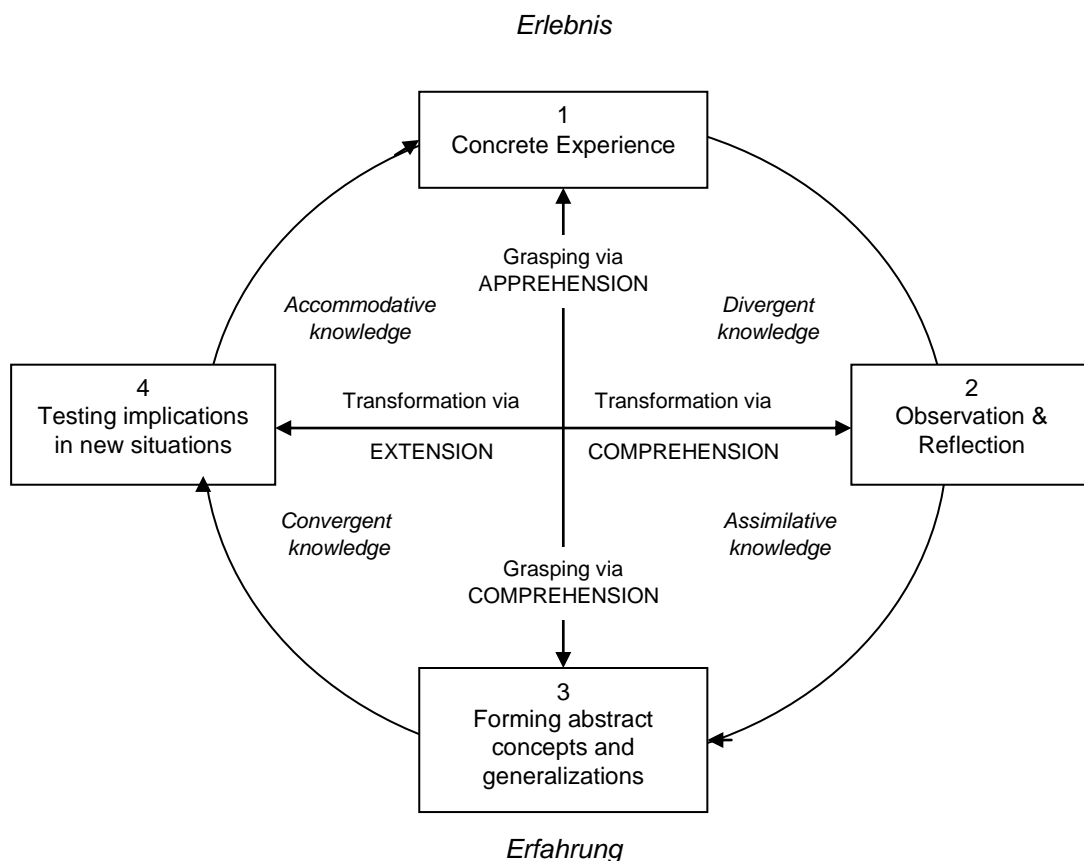 Erlebnis
1
Concrete Experience
Grasping via
APPREHENSION
Accommodative
knowledge
Divergent
knowledge
4
Testing implications
in new situations
Transformation via
EXTENSION
Transformation via
COMPREHENSION
2
Observation &
Reflection
Convergent
knowledge
Assimilative
knowledge
Grasping via
COMPREHENSION
3
Forming abstract
concepts and
generalizations
Erfahrung